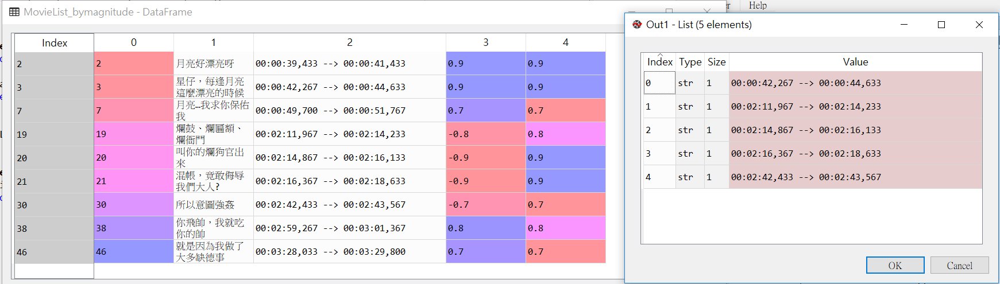 MovieList_bymagnitude - DataFrame
Index 0 1 2 3 4
2 2 月亮好漂亮呀 00:00:39,433 --> 00:00:41,433 0.9 0.9
3 3 星仔，每逢月亮 00:00:42,267 --> 00:00:44,633 0.9 0.9
這麼漂亮的時候
7 7 月亮…我求你保佑 00:00:49,700 --> 00:00:51,767 0.7 0.7
我
19 19 爛鼓、爛匾額、 00:02:11,967 --> 00:02:14,233 -0.8 0.8
爛衙門
20 20 叫你的爛狗官出 00:02:14,867 --> 00:02:16,133 -0.9 0.9
來
21 21 混帳，竟敢侮辱 00:02:16,367 --> 00:02:18,633 -0.9 0.9
我們大人?
30 30 所以意圖強姦 00:02:42,433 --> 00:02:43,567 -0.7 0.7
38 38 你飛帥，我就吃 00:02:59,267 --> 00:03:01,367 0.8 0.8
你的帥
46 46 就是因為我做了 00:03:28,033 --> 00:03:29,800 0.7 0.7
大多缺德事
Help
Out1 - List (5 elements)
Index Type Size Value
0 str 1 00:00:42,267 --> 00:00:44,633
1 str 1 00:02:11,967 --> 00:02:14,233
2 str 1 00:02:14,867 --> 00:02:16,133
3 str 1 00:02:16,367 --> 00:02:18,633
4 str 1 00:02:42,433 --> 00:02:43,567
OK Cancel